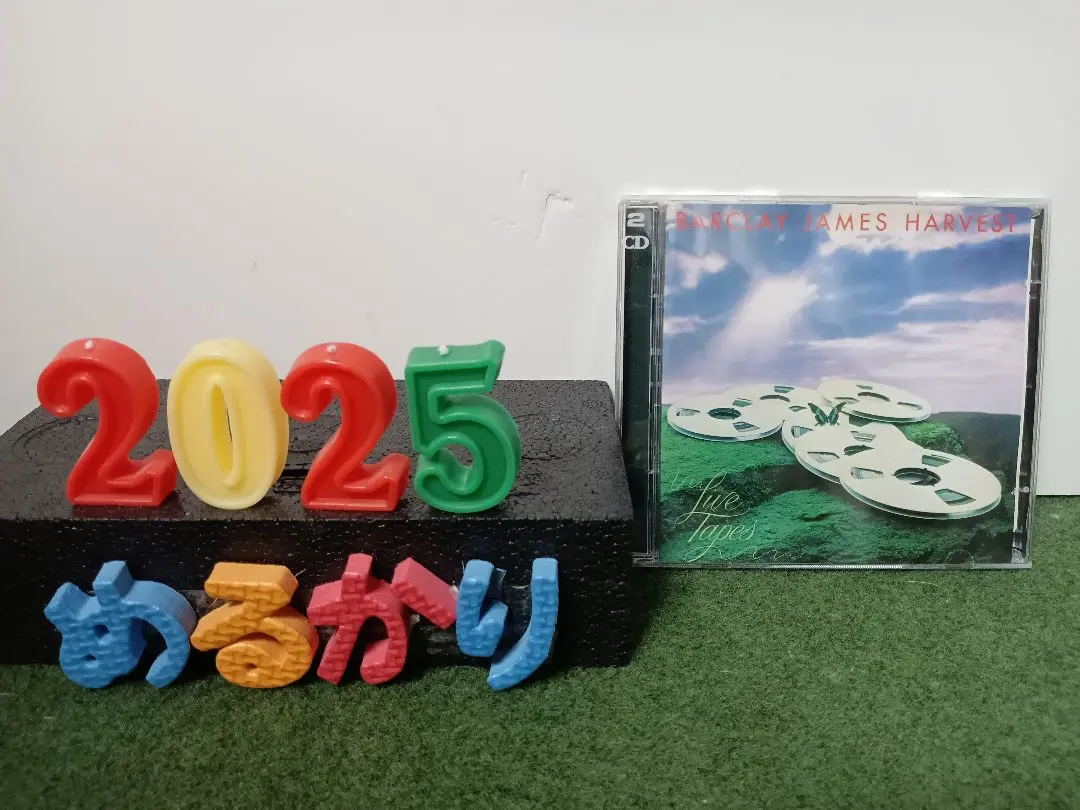 2025
めるかり
2
CD
BARCLAY JAMES HARVEST
Live
Tapes